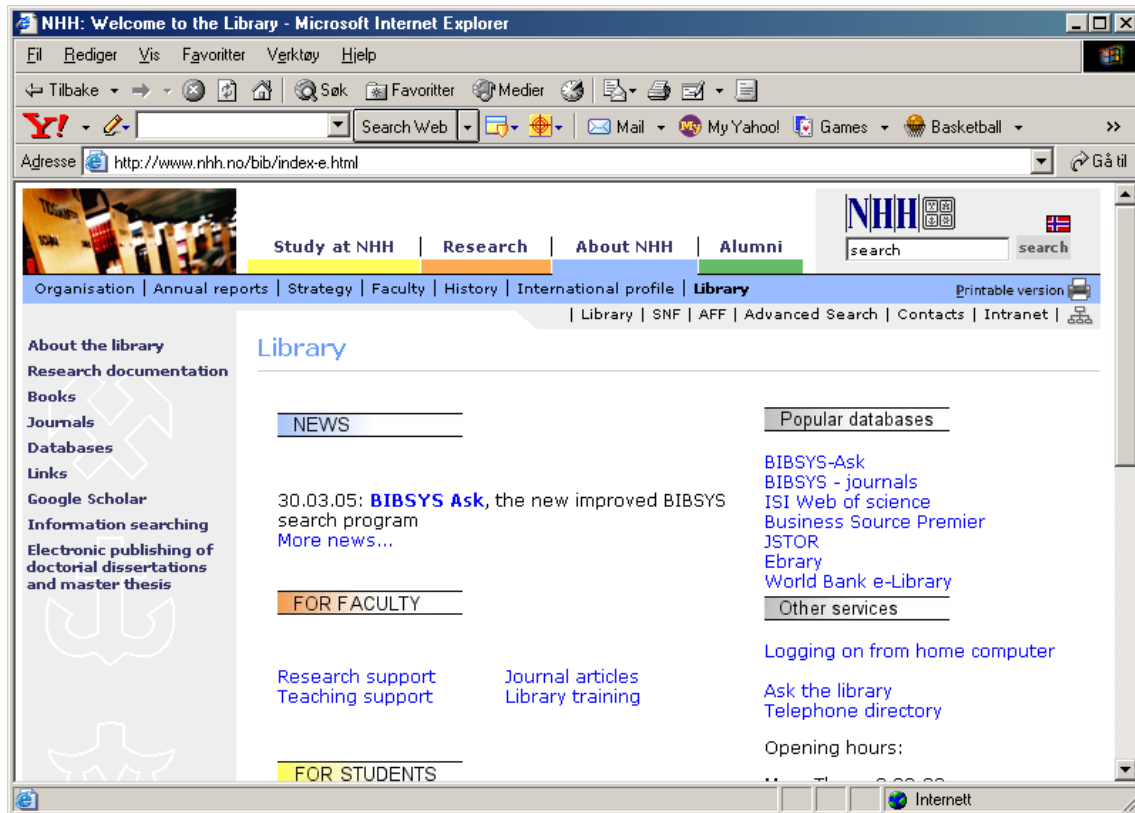 NHH: Welcome to the Library - Microsoft Internet Explorer
Fil Rediger Vis Favoritter Verktøy Hjelp
Tilbake Søk Favoritter Medier
Y! Search Web Mail My Yahoo! Games Basketball »
Adresse http://www.nhh.no/bib/index-e.html Gå til
NHH
Study at NHH | Research | About NHH | Alumni
search search
Organisation | Annual reports | Strategy | Faculty | History | International profile | Library Printable version
| Library | SNF | AFF | Advanced Search | Contacts | Intranet |
About the library
Research documentation
Books
Journals
Databases
Links
Google Scholar
Information searching
Electronic publishing of
doctorial dissertations
and master thesis
Library
NEWS
30.03.05: BIBSYS Ask, the new improved BIBSYS
search program
More news...
FOR FACULTY
Research support Journal articles
Teaching support Library training
FOR STUDENTS
Popular databases
BIBSYS-Ask
BIBSYS - journals
ISI Web of science
Business Source Premier
JSTOR
Ebrary
World Bank e-Library
Other services
Logging on from home computer
Ask the library
Telephone directory
Opening hours:
Internett